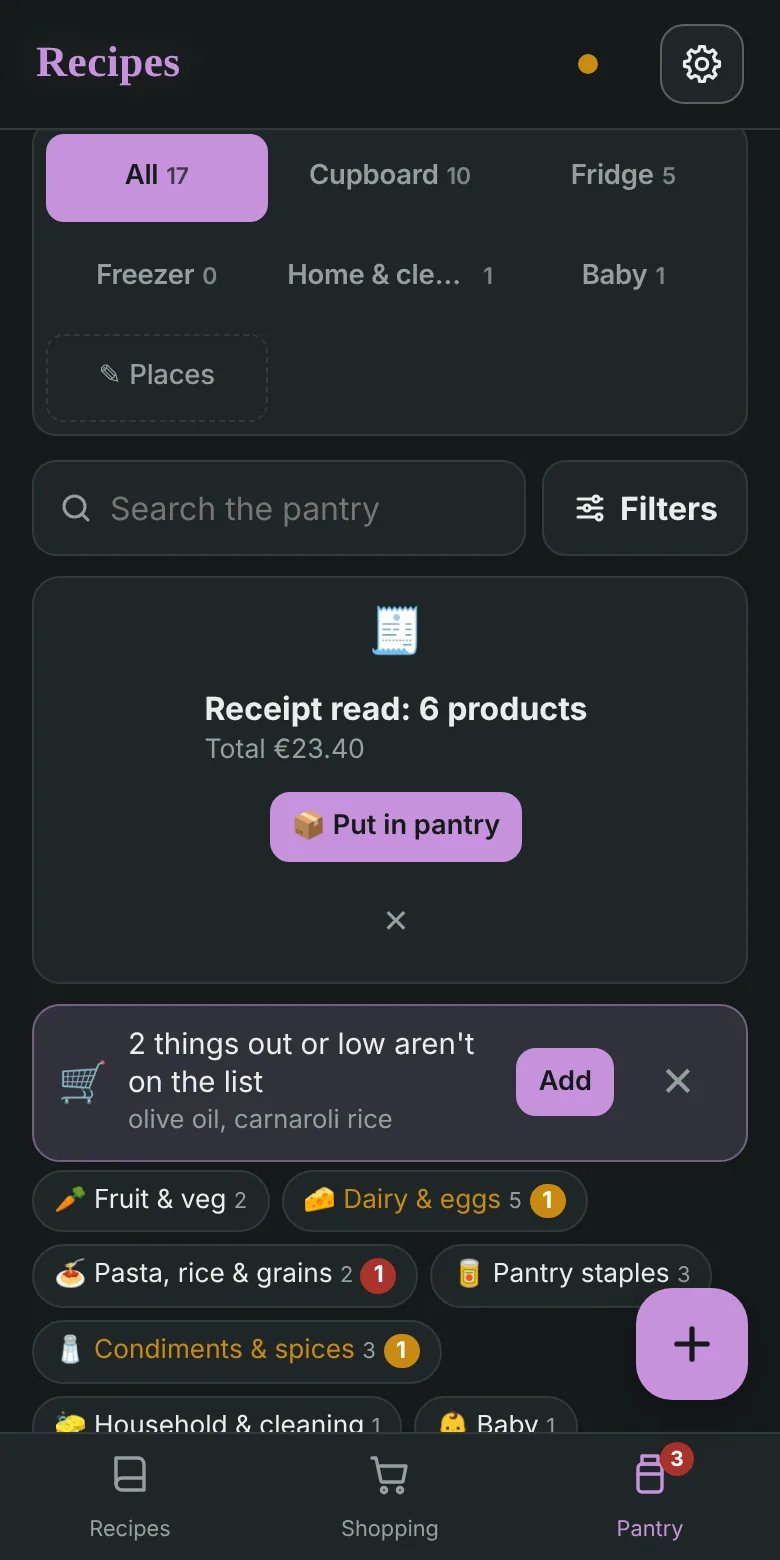 Recipes
All 17
Cupboard 10
Fridge 5
Freezer 0
Home & cle... 1
Baby 1
✎ Places
Search the pantry
Filters
Receipt read: 6 products
Total €23.40
Put in pantry
×
2 things out or low aren't
on the list
olive oil, carnaroli rice
Add
×
Fruit & veg 2
Dairy & eggs 5 1
Pasta, rice & grains 2 1
Pantry staples 3
Condiments & spices 3 1
+
Household & cleaning 1
Baby 1
3
Recipes
Shopping
Pantry